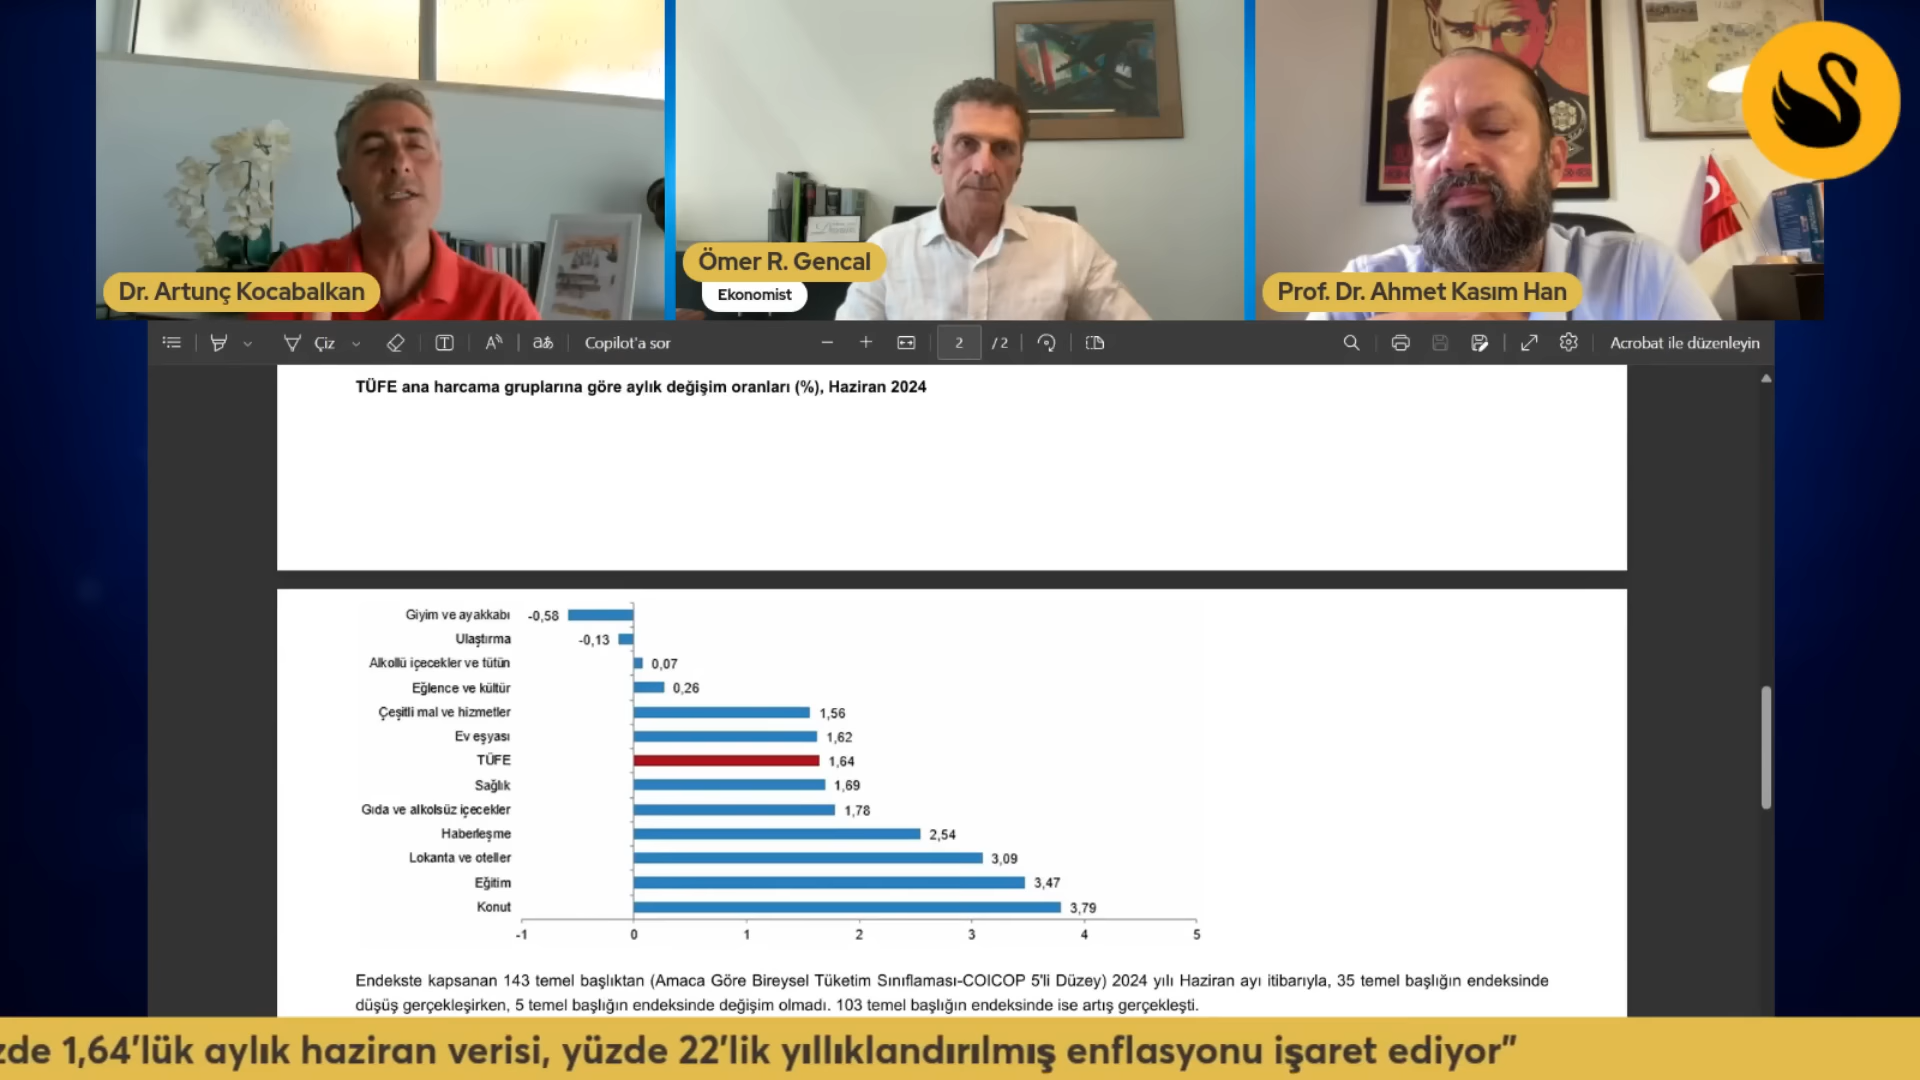 Dr. Artunç Kocabalkan
Ömer R. Gencal
Ekonomist
Prof. Dr. Ahmet Kasım Han
Çiz
Copilot'a sor
2 / 2
Acrobat ile düzenleyin
TÜFE ana harcama gruplarına göre aylık değişim oranları (%), Haziran 2024
Giyim ve ayakkabı -0,58
Ulaştırma -0,13
Alkollü içecekler ve tütün 0,07
Eğlence ve kültür 0,26
Çeşitli mal ve hizmetler 1,56
Ev eşyası 1,62
TÜFE 1,64
Sağlık 1,69
Gıda ve alkolsüz içecekler 1,78
Haberleşme 2,54
Lokanta ve oteller 3,09
Eğitim 3,47
Konut 3,79
-1 0 1 2 3 4 5
Endekste kapsanan 143 temel başlıktan (Amaca Göre Bireysel Tüketim Sınıflaması-COICOP 5'li Düzey) 2024 yılı Haziran ayı itibarıyla, 35 temel başlığın endeksinde
düşüş gerçekleşirken, 5 temel başlığın endeksinde değişim olmadı. 103 temel başlığın endeksinde ise artış gerçekleşti.
zde 1,64'lük aylık haziran verisi, yüzde 22'lik yıllıklandırılmış enflasyonu işaret ediyor”